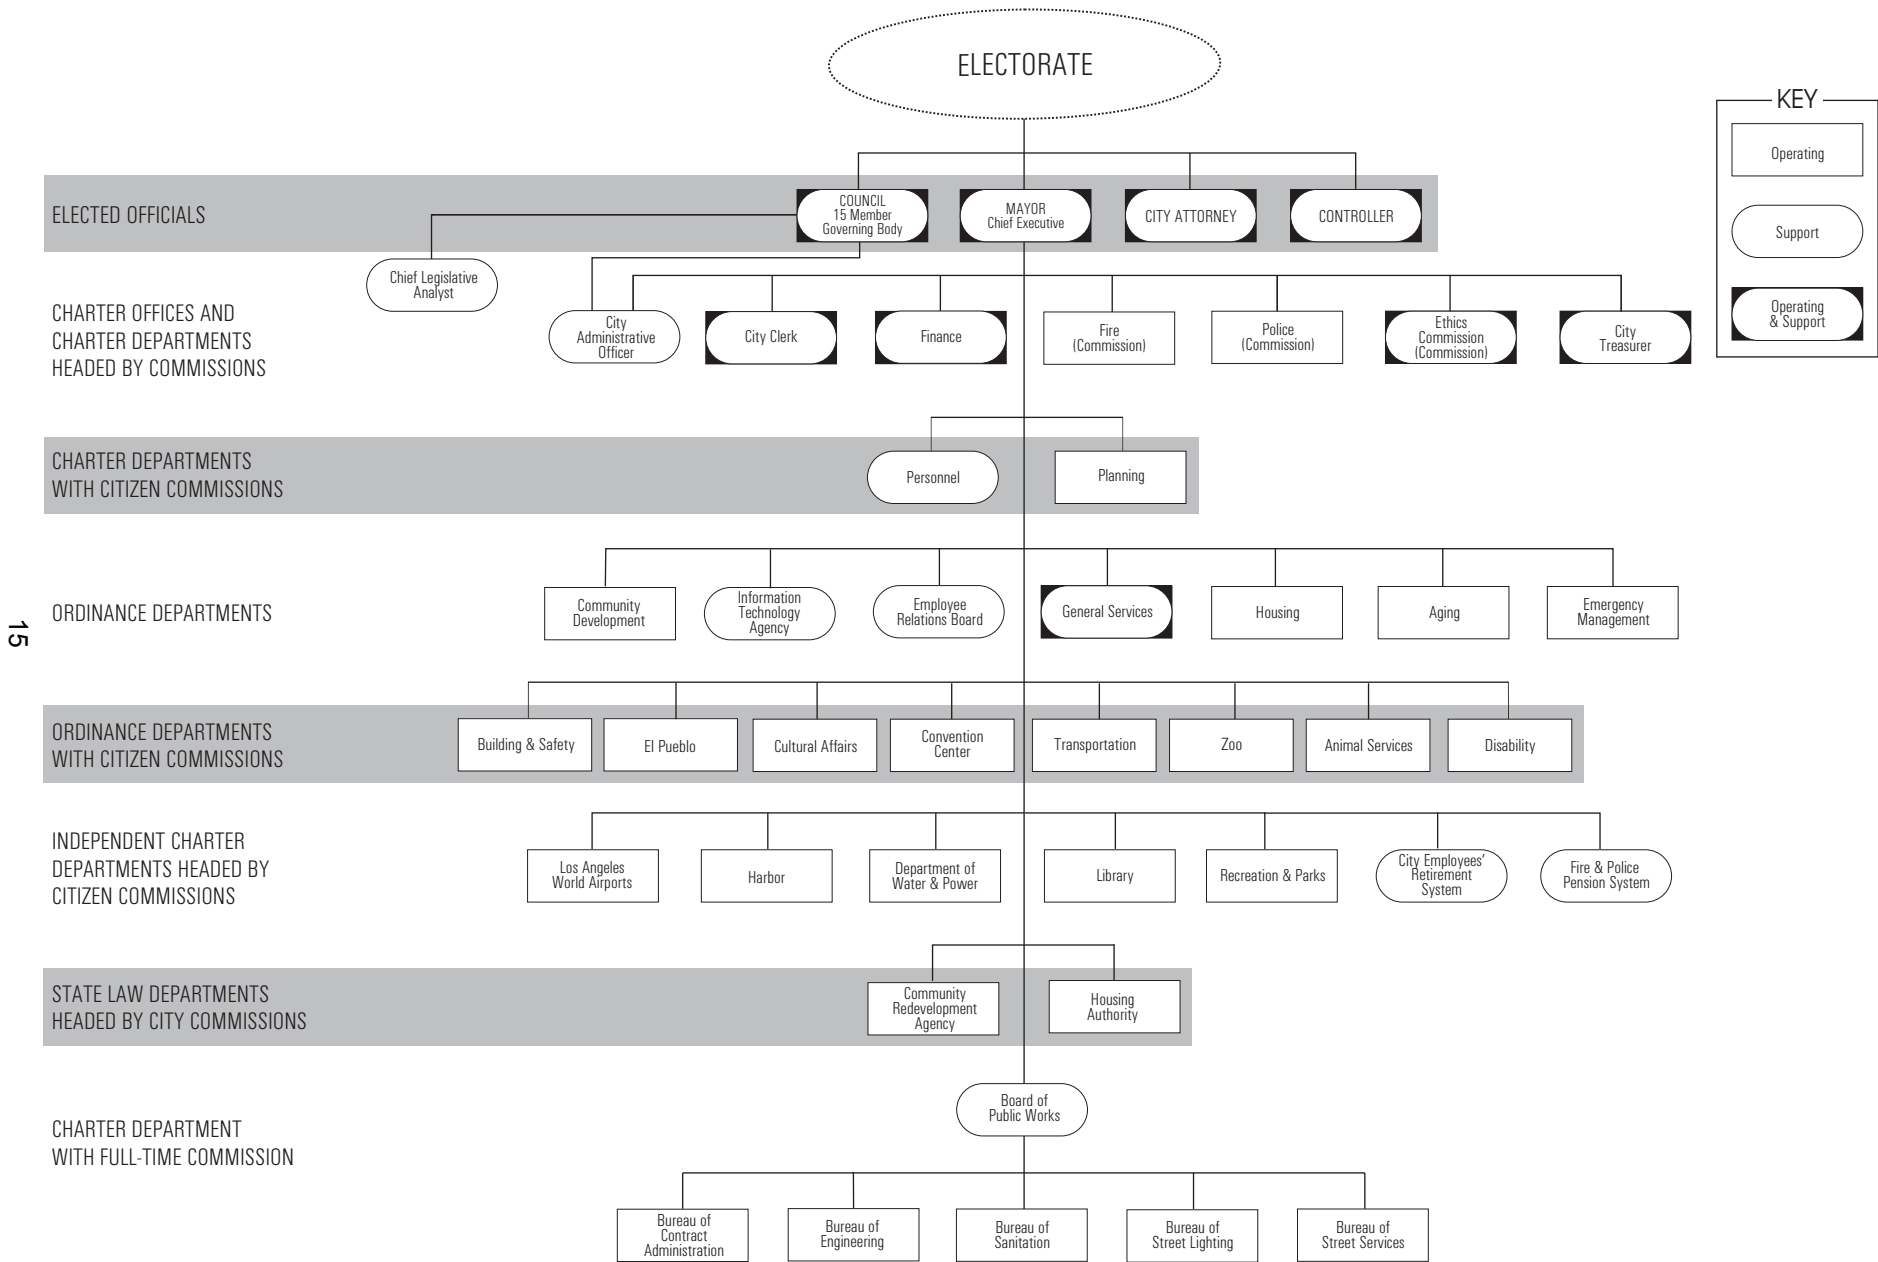 ELECTORATE
KEY
Operating
Support
Operating
& Support
ELECTED OFFICIALS
COUNCIL
15 Member
Governing Body
MAYOR
Chief Executive
CITY ATTORNEY
CONTROLLER
Chief Legislative
Analyst
CHARTER OFFICES AND
CHARTER DEPARTMENTS
HEADED BY COMMISSIONS
City
Administrative
Officer
City Clerk
Finance
Fire
(Commission)
Police
(Commission)
Ethics
Commission
(Commission)
City
Treasurer
CHARTER DEPARTMENTS
WITH CITIZEN COMMISSIONS
Personnel
Planning
ORDINANCE DEPARTMENTS
Community
Development
Information
Technology
Agency
Employee
Relations Board
General Services
Housing
Aging
Emergency
Management
15
ORDINANCE DEPARTMENTS
WITH CITIZEN COMMISSIONS
Building & Safety
El Pueblo
Cultural Affairs
Convention
Center
Transportation
Zoo
Animal Services
Disability
INDEPENDENT CHARTER
DEPARTMENTS HEADED BY
CITIZEN COMMISSIONS
Los Angeles
World Airports
Harbor
Department of
Water & Power
Library
Recreation & Parks
City Employees'
Retirement
System
Fire & Police
Pension System
STATE LAW DEPARTMENTS
HEADED BY CITY COMMISSIONS
Community
Redevelopment
Agency
Housing
Authority
CHARTER DEPARTMENT
WITH FULL-TIME COMMISSION
Board of
Public Works
Bureau of
Contract
Administration
Bureau of
Engineering
Bureau of
Sanitation
Bureau of
Street Lighting
Bureau of
Street Services